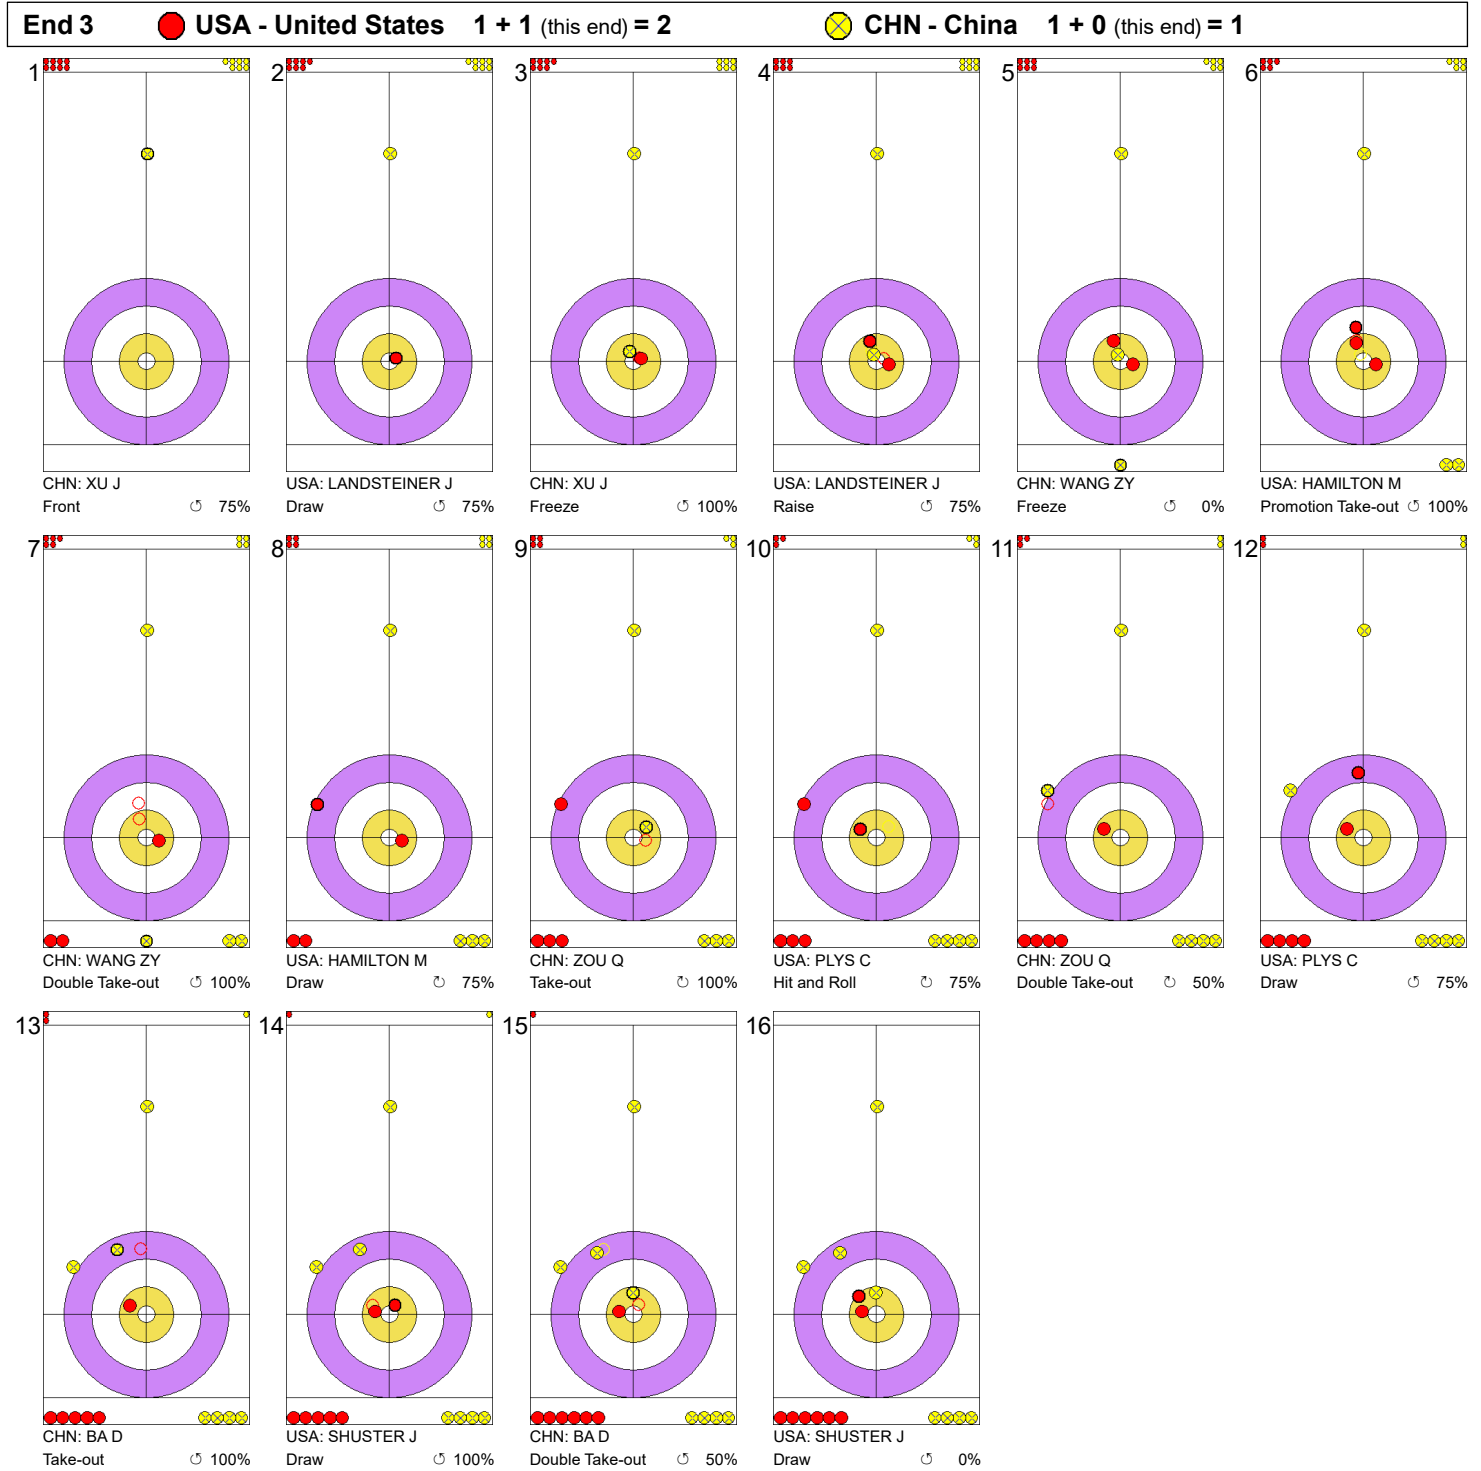 End 3 USA - United States 1 + 1 (this end) = 2 CHN - China 1 + 0 (this end) = 1
1 2 3 4 5 6
CHN: XU J USA: LANDSTEINER J CHN: XU J USA: LANDSTEINER J CHN: WANG ZY USA: HAMILTON M
Front ↺ 75% Draw ↺ 75% Freeze ↺ 100% Raise ↺ 75% Freeze ↺ 0% Promotion Take-out ↺ 100%
7 8 9 10 11 12
CHN: WANG ZY USA: HAMILTON M CHN: ZOU Q USA: PLYS C CHN: ZOU Q USA: PLYS C
Double Take-out ↺ 100% Draw ↻ 75% Take-out ↻ 100% Hit and Roll ↻ 75% Double Take-out ↻ 50% Draw ↺ 75%
13 14 15 16
CHN: BA D USA: SHUSTER J CHN: BA D USA: SHUSTER J
Take-out ↺ 100% Draw ↺ 100% Double Take-out ↺ 50% Draw ↺ 0%